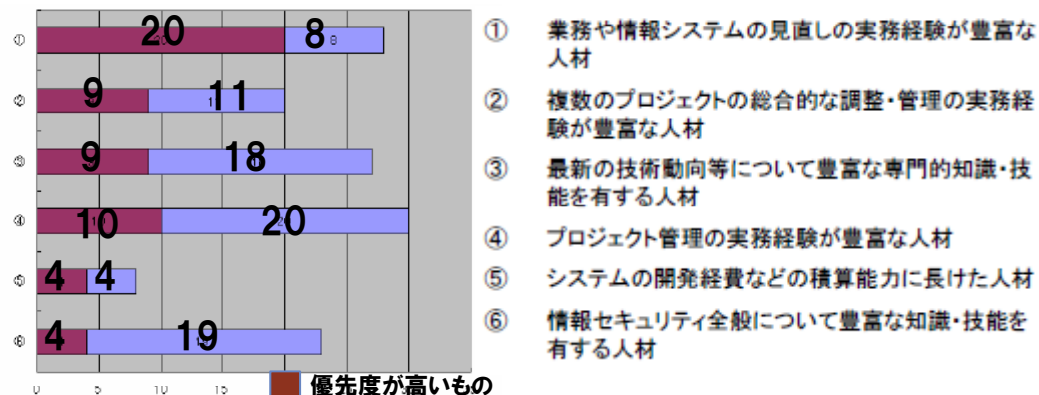 ① 20 8
② 9 11
③ 9 18
④ 10 20
⑤ 4 4
⑥ 4 19
0 5 10 15
優先度が高いもの
① 業務や情報システムの見直しの実務経験が豊富な
人材
② 複数のプロジェクトの総合的な調整・管理の実務経
験が豊富な人材
③ 最新の技術動向等について豊富な専門的知識・技
能を有する人材
④ プロジェクト管理の実務経験が豊富な人材
⑤ システムの開発経費などの積算能力に長けた人材
⑥ 情報セキュリティ全般について豊富な知識・技能を
有する人材